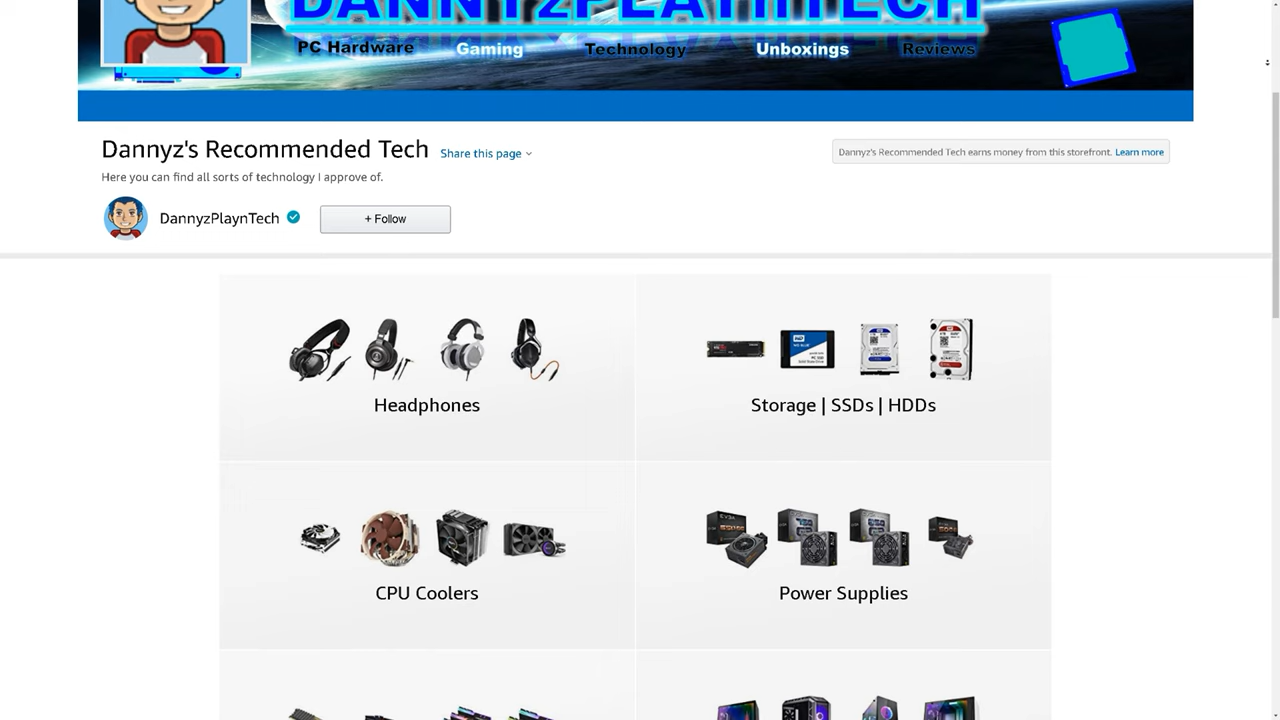 DANNYzPLAYnTECH
PC Hardware Gaming Technology Unboxings Reviews
Dannyz's Recommended Tech Share this page
Dannyz's Recommended Tech earns money from this storefront. Learn more
Here you can find all sorts of technology I approve of.
DannyzPlaynTech + Follow
Headphones
Storage | SSDs | HDDs
CPU Coolers
Power Supplies